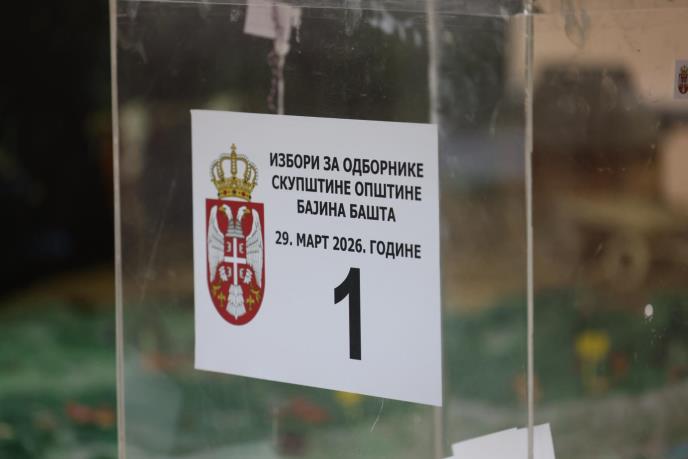 ИЗБОРИ ЗА ОДБОРНИКЕ
СКУПШТИНЕ ОПШТИНЕ
БАЈИНА БАШТА
29. МАРТ 2026. ГОДИНЕ
1